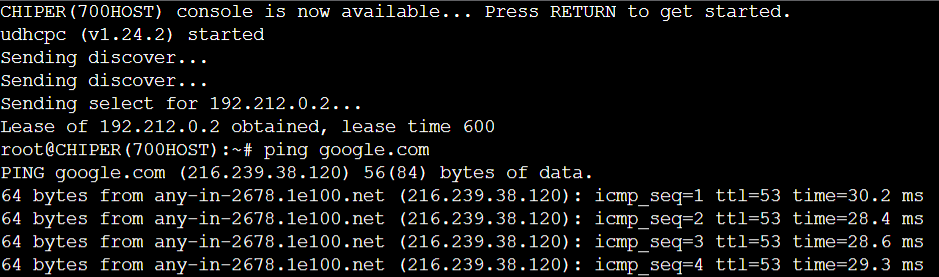 CHIPER(700HOST) console is now available... Press RETURN to get started.
udhcpc (v1.24.2) started
Sending discover...
Sending discover...
Sending select for 192.212.0.2...
Lease of 192.212.0.2 obtained, lease time 600
root@CHIPER(700HOST):~# ping google.com
PING google.com (216.239.38.120) 56(84) bytes of data.
64 bytes from any-in-2678.1e100.net (216.239.38.120): icmp_seq=1 ttl=53 time=30.2 ms
64 bytes from any-in-2678.1e100.net (216.239.38.120): icmp_seq=2 ttl=53 time=28.4 ms
64 bytes from any-in-2678.1e100.net (216.239.38.120): icmp_seq=3 ttl=53 time=28.6 ms
64 bytes from any-in-2678.1e100.net (216.239.38.120): icmp_seq=4 ttl=53 time=29.3 ms